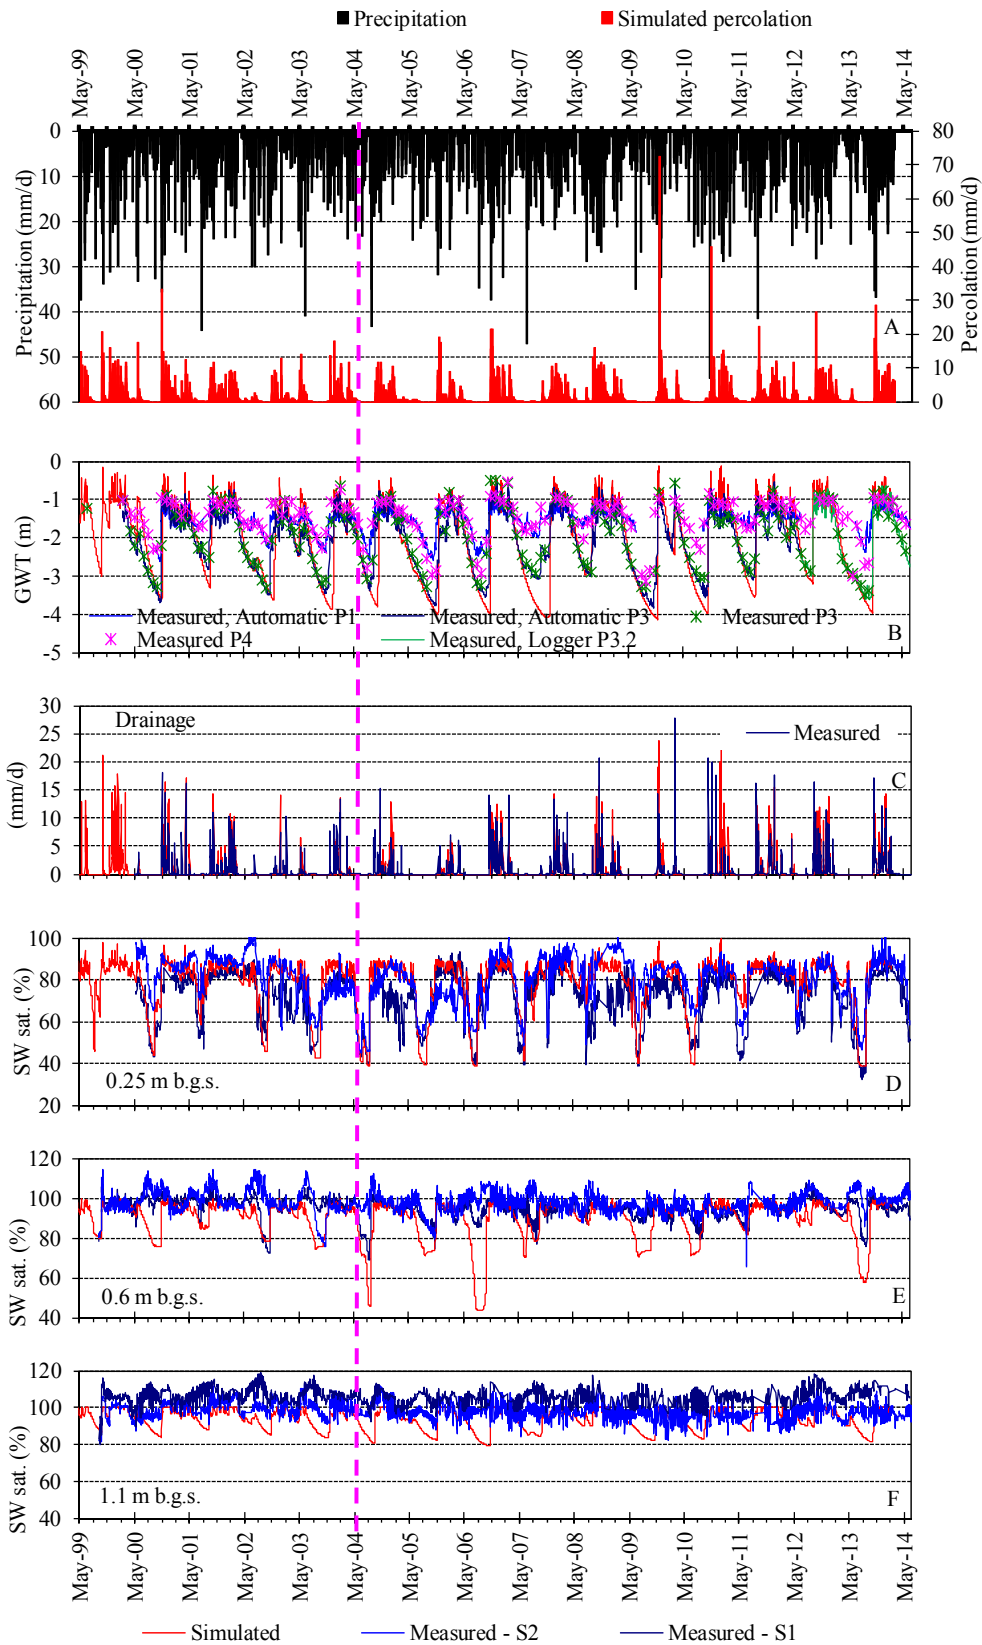 Precipitation Simulated percolation
May-99 May-00 May-01 May-02 May-03 May-04 May-05 May-06 May-07 May-08 May-09 May-10 May-11 May-12 May-13 May-14
Precipitation (mm/d)
0
10
20
30
40
50
60
80
70
60
50
40
30
20
10
0
Percolation (mm/d)
A
GWT (m)
0
-1
-2
-3
-4
-5
Measured, Automatic P1 Measured, Automatic P3 Measured P3
Measured P4 Measured, Logger P3.2
B
(mm/d)
30
25
20
15
10
5
0
Drainage
Measured
C
SW sat. (%)
100
80
60
40
20
0.25 m b.g.s.
D
SW sat. (%)
120
100
80
60
40
0.6 m b.g.s.
E
SW sat. (%)
120
100
80
60
40
1.1 m b.g.s.
F
May-99 May-00 May-01 May-02 May-03 May-04 May-05 May-06 May-07 May-08 May-09 May-10 May-11 May-12 May-13 May-14
Simulated Measured - S2 Measured - S1